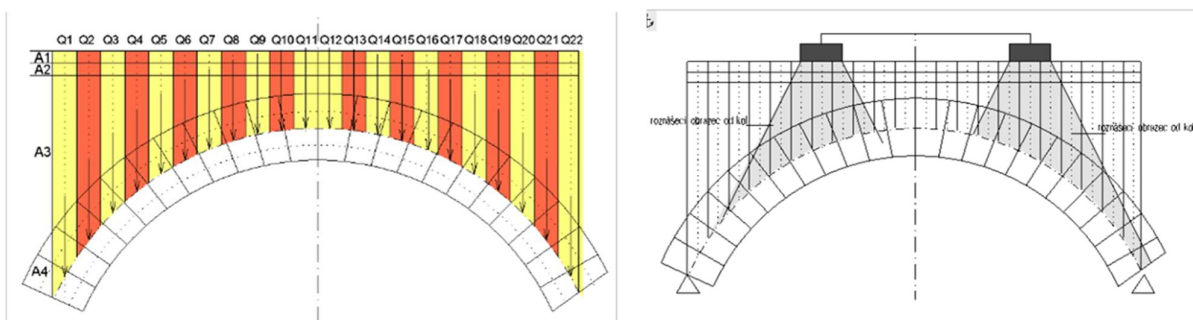 Q1 Q2 Q3 Q4 Q5 Q6 Q7 Q8 Q9 Q10 Q11 Q12 Q13 Q14 Q15 Q16 Q17 Q18 Q19 Q20 Q21 Q22
A1
A2
A3
A4
roznášecí obrazec od kol
roznášecí obrazec od kol